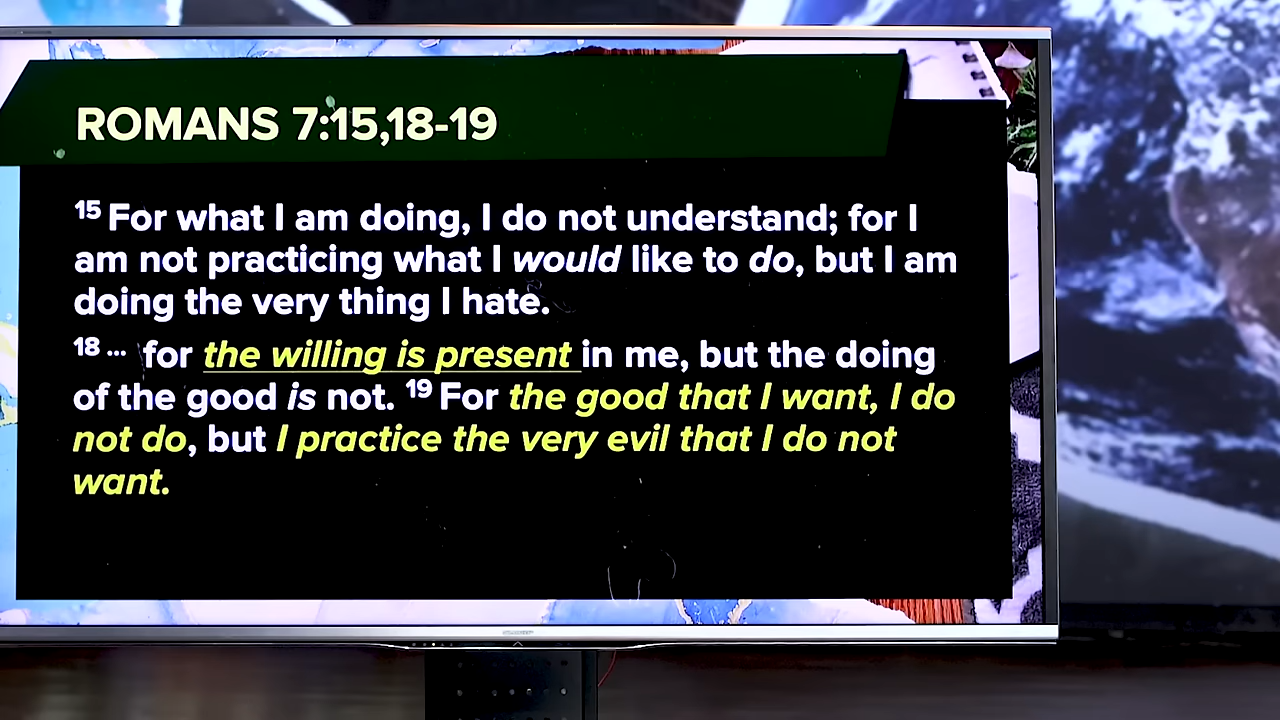 ROMANS 7:15,18-19
15 For what I am doing, I do not understand; for I
am not practicing what I would like to do, but I am
doing the very thing I hate.
18 ... for the willing is present in me, but the doing
of the good is not. 19 For the good that I want, I do
not do, but I practice the very evil that I do not
want.